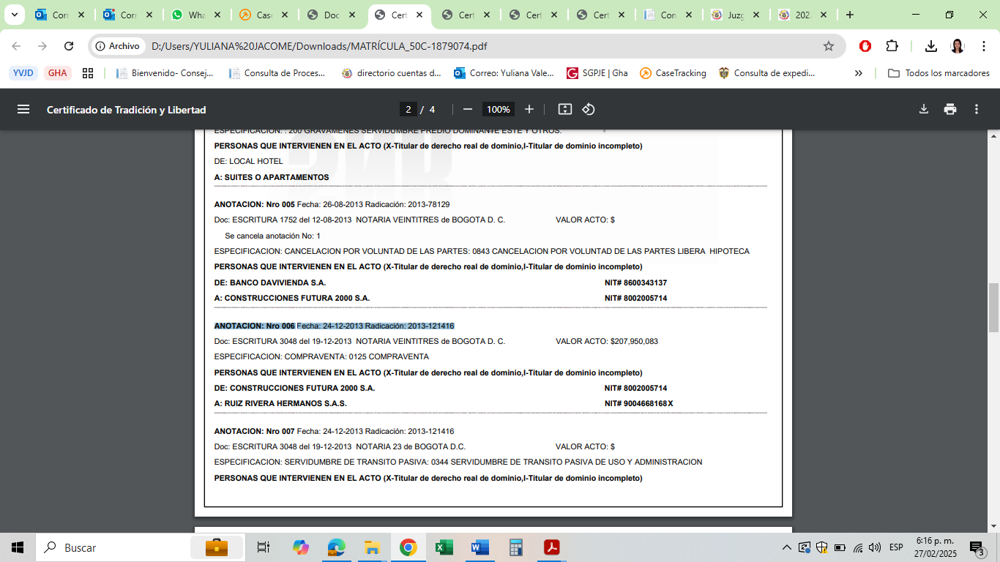 Corr
Corr
Wha
Case
Doc
Cert
Cert
Cert
Cert
Con
Juzg
202
Archivo
D:/Users/YULIANA%20JACOME/Downloads/MATRÍCULA_50C-1879074.pdf
YVJD
GHA
Bienvenido- Consej...
Consulta de Proces...
directorio cuentas d...
Correo: Yuliana Vale...
SGPJE | Gha
CaseTracking
Consulta de expedi...
Todos los marcadores
Certificado de Tradición y Libertad
2 / 4
100%
ESPECIFICACION: : 200 GRAVAMENES SERVIDUMBRE PREDIO DOMINANTE ESTE Y OTROS.
PERSONAS QUE INTERVIENEN EN EL ACTO (X-Titular de derecho real de dominio,I-Titular de dominio incompleto)
DE: LOCAL HOTEL
A: SUITES O APARTAMENTOS
ANOTACION: Nro 005 Fecha: 26-08-2013 Radicación: 2013-78129
Doc: ESCRITURA 1752 del 12-08-2013 NOTARIA VEINTITRES de BOGOTA D. C. VALOR ACTO: $
Se cancela anotación No: 1
ESPECIFICACION: CANCELACION POR VOLUNTAD DE LAS PARTES: 0843 CANCELACION POR VOLUNTAD DE LAS PARTES LIBERA HIPOTECA
PERSONAS QUE INTERVIENEN EN EL ACTO (X-Titular de derecho real de dominio,I-Titular de dominio incompleto)
DE: BANCO DAVIVIENDA S.A. NIT# 8600343137
A: CONSTRUCCIONES FUTURA 2000 S.A. NIT# 8002005714
ANOTACION: Nro 006 Fecha: 24-12-2013 Radicación: 2013-121416
Doc: ESCRITURA 3048 del 19-12-2013 NOTARIA VEINTITRES de BOGOTA D. C. VALOR ACTO: $207,950,083
ESPECIFICACION: COMPRAVENTA: 0125 COMPRAVENTA
PERSONAS QUE INTERVIENEN EN EL ACTO (X-Titular de derecho real de dominio,I-Titular de dominio incompleto)
DE: CONSTRUCCIONES FUTURA 2000 S.A. NIT# 8002005714
A: RUIZ RIVERA HERMANOS S.A.S. NIT# 9004668168 X
ANOTACION: Nro 007 Fecha: 24-12-2013 Radicación: 2013-121416
Doc: ESCRITURA 3048 del 19-12-2013 NOTARIA 23 de BOGOTA D.C. VALOR ACTO: $
ESPECIFICACION: SERVIDUMBRE DE TRANSITO PASIVA: 0344 SERVIDUMBRE DE TRANSITO PASIVA DE USO Y ADMINISTRACION
PERSONAS QUE INTERVIENEN EN EL ACTO (X-Titular de derecho real de dominio,I-Titular de dominio incompleto)
Buscar
ESP
6:16 p. m.
27/02/2025
3